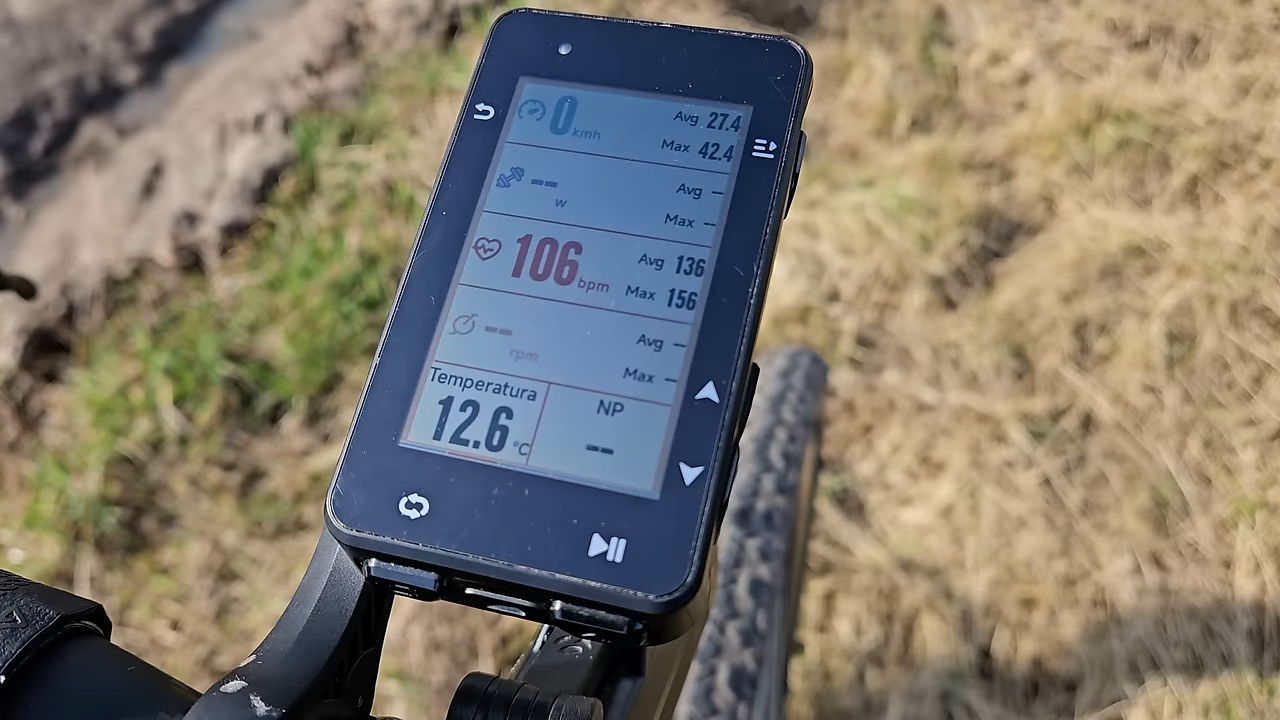 0 kmh Avg 27.4
Max 42.4
-- w Avg --
Max --
106 bpm Avg 136
Max 156
-- rpm Avg --
Max --
Temperatura NP
12.6 °C --